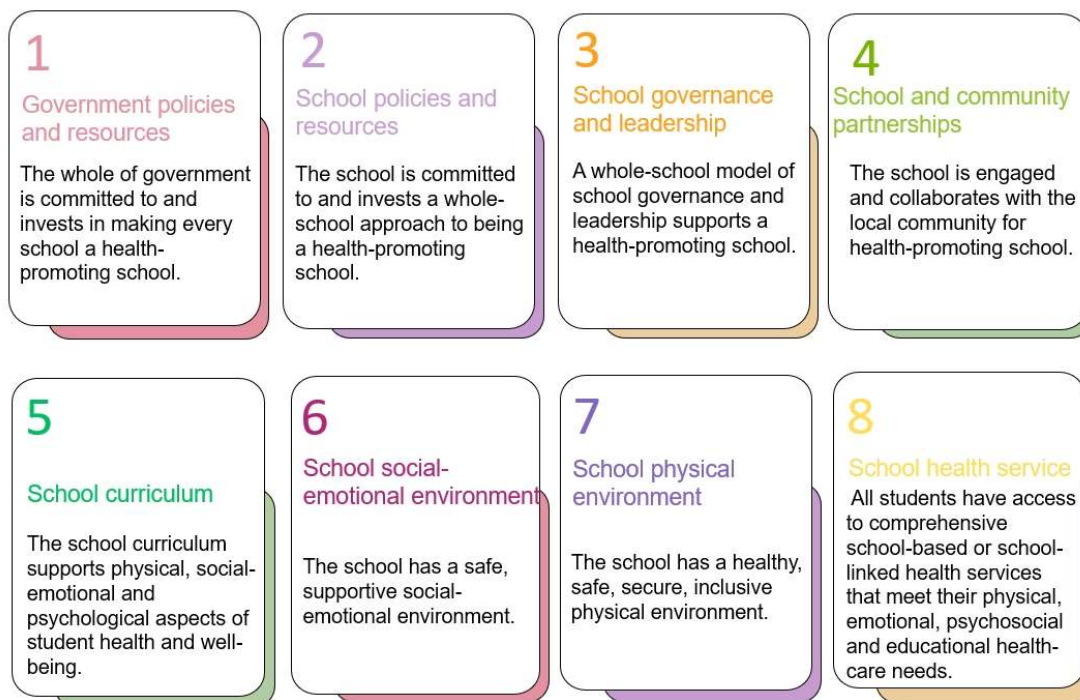 1
Government policies
and resources
The whole of government
is committed to and
invests in making every
school a health-
promoting school.
2
School policies and
resources
The school is committed
to and invests a whole-
school approach to being
a health-promoting
school.
3
School governance
and leadership
A whole-school model of
school governance and
leadership supports a
health-promoting school.
4
School and community
partnerships
The school is engaged
and collaborates with the
local community for
health-promoting school.
5
School curriculum
The school curriculum
supports physical, social-
emotional and
psychological aspects of
student health and well-
being.
6
School social-
emotional environment
The school has a safe,
supportive social-
emotional environment.
7
School physical
environment
The school has a healthy,
safe, secure, inclusive
physical environment.
8
School health service
All students have access
to comprehensive
school-based or school-
linked health services
that meet their physical,
emotional, psychosocial
and educational health-
care needs.